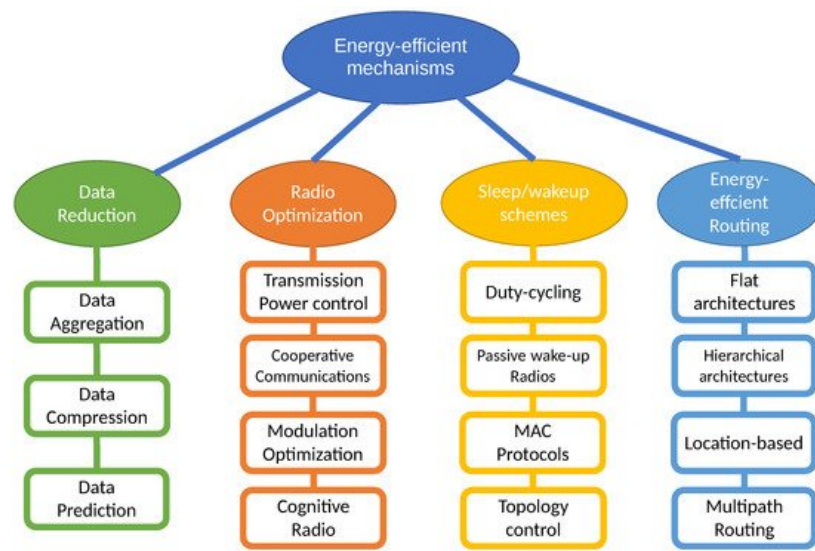 Energy-efficient
mechanisms
Data
Reduction
Radio
Optimization
Sleep/wakeup
schemes
Energy-
effcient
Routing
Data
Aggregation
Data
Compression
Data
Prediction
Transmission
Power control
Cooperative
Communications
Modulation
Optimization
Cognitive
Radio
Duty-cycling
Passive wake-up
Radios
MAC
Protocols
Topology
control
Flat
architectures
Hierarchical
architectures
Location-based
Multipath
Routing